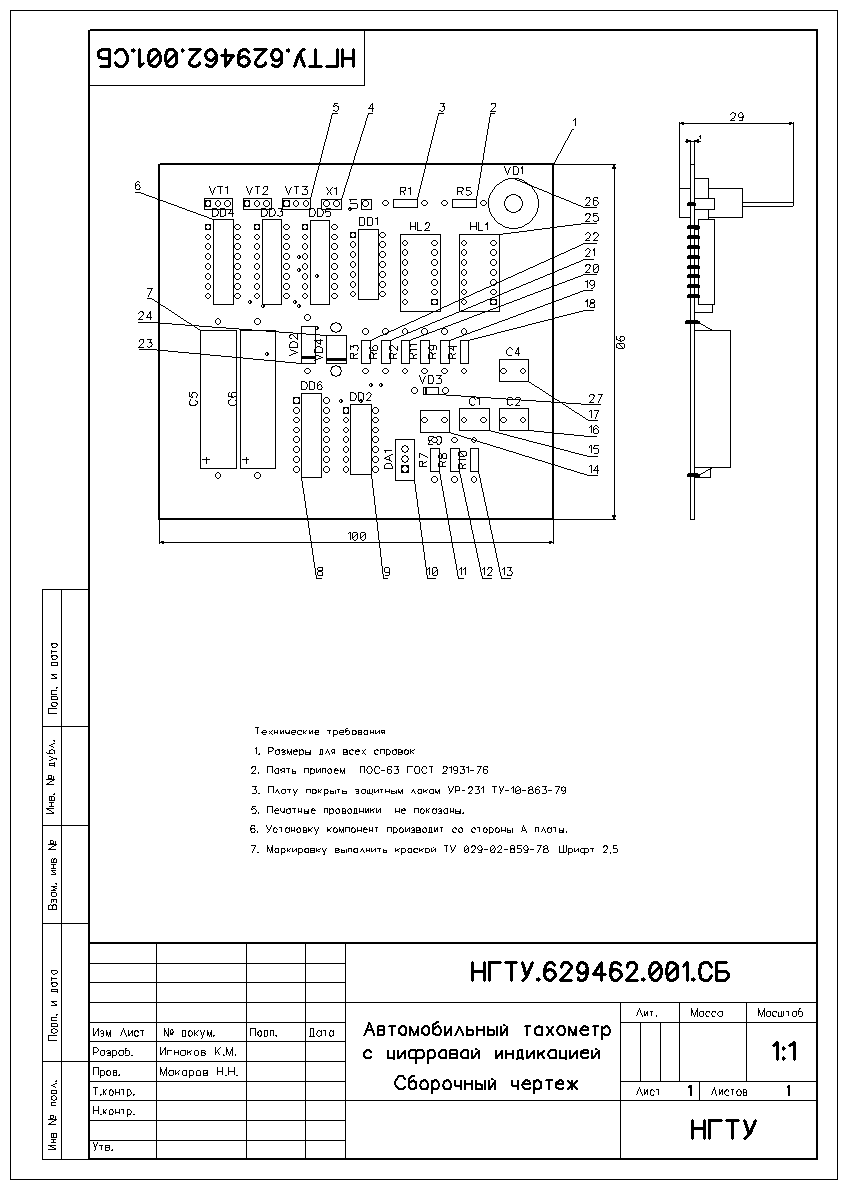 НГТУ.629462.001.СБ
5 4 3 2 1
29
1
6
VT1 VT2 VT3 X1 U1 R1 R5 VD1
26
25
DD4 DD3 DD5 DD1 HL2 HL1
22
21
20
19
18
7
24
23
VD2 VD4 R3 R6 R2 R11 R9 R4
90
C4
C5 C6
DD6 DD2 VD3
27
17
C1 C2
16
15
14
DA1 C3 R7 R8 R10
100
8 9 10 11 12 13
Технические требования
1. Размеры для всех справок
2. Паять припоем ПОС-63 ГОСТ 21931-76
3. Плату покрыть защитным лакам УР-231 ТУ-10-863-79
5. Печатные проводники не показаны.
6. Установку компонент производит со стороны А платы.
7. Маркировку выполнить краской ТУ 029-02-859-78 Шрифт 2,5
Подп. и дата
Инв. № дубл.
Взам. инв №
Подп. и дата
Инв № подл.
НГТУ.629462.001.СБ
Изм Лист № докум. Подп. Дата
Разраб. Игнаков К.М.
Пров. Макаров Н.Н.
Т.контр.
Н.контр.
Утв.
Автомобильный тахометр
с цифравай индикацией
Сборочный чертеж
Лит. Масса Масштаб
1:1
Лист 1 Листов 1
НГТУ